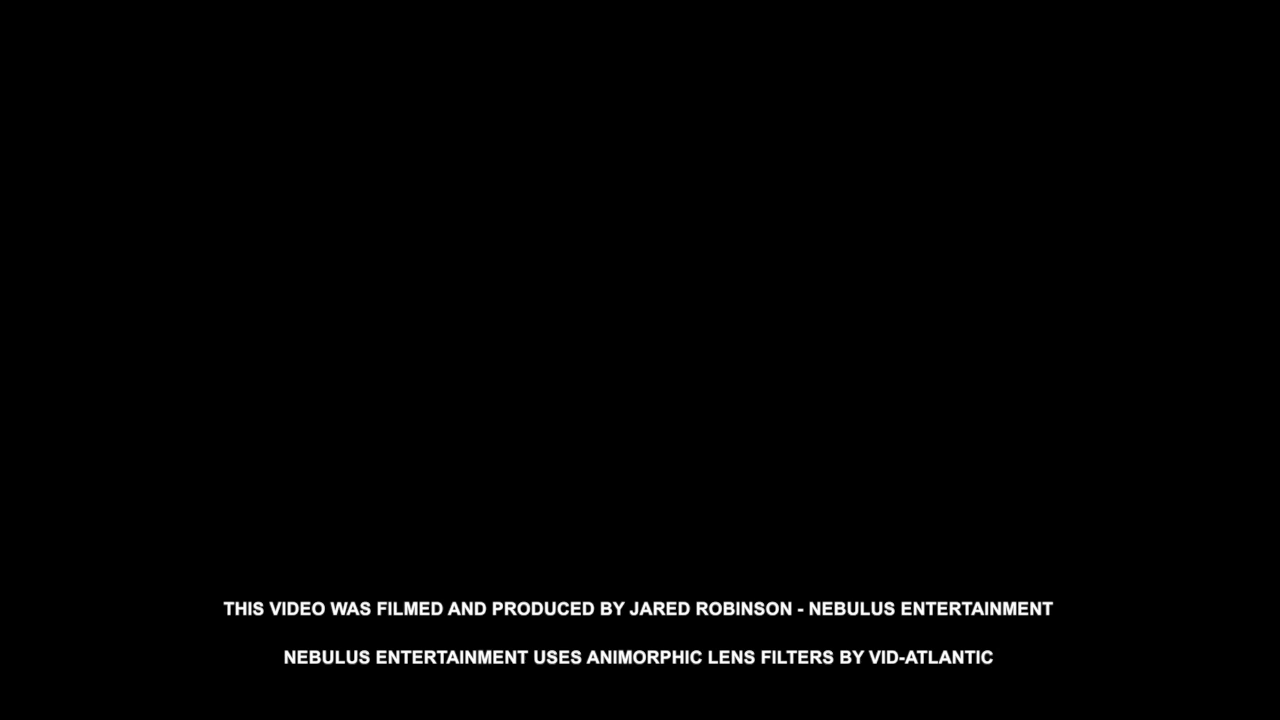 THIS VIDEO WAS FILMED AND PRODUCED BY JARED ROBINSON - NEBULUS ENTERTAINMENT
NEBULUS ENTERTAINMENT USES ANIMORPHIC LENS FILTERS BY VID-ATLANTIC